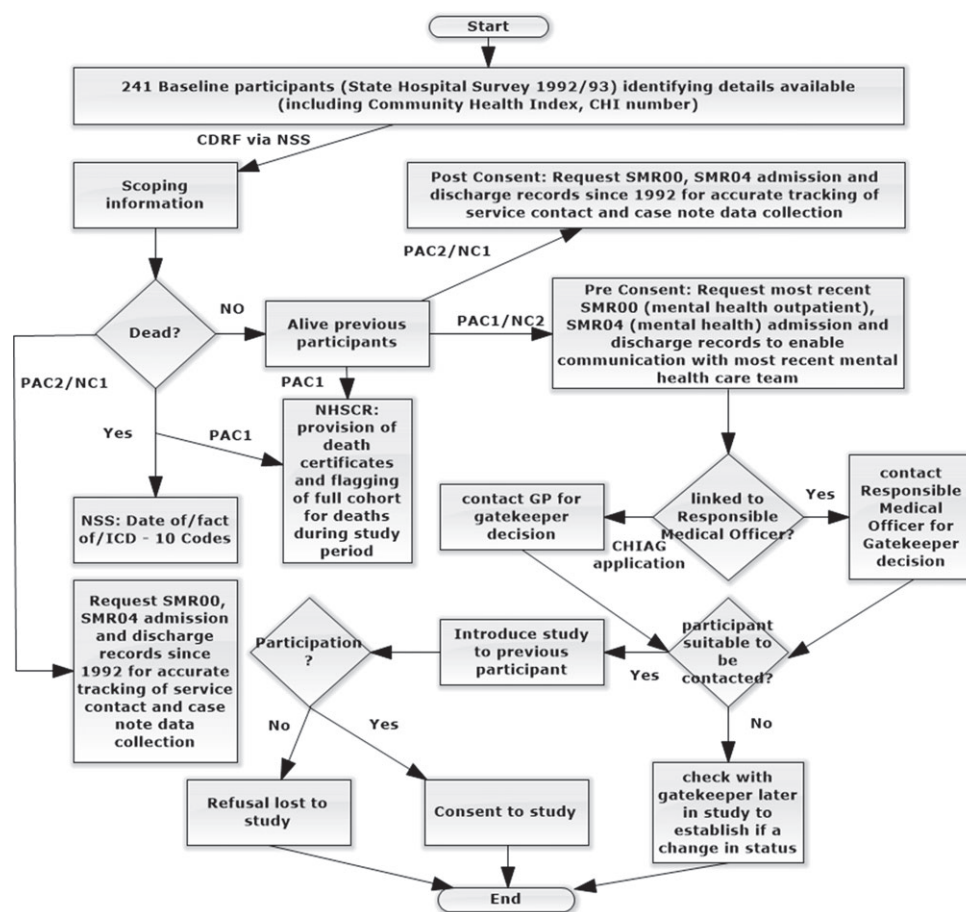 Start
241 Baseline participants (State Hospital Survey 1992/93) identifying details available
(including Community Health Index, CHI number)
CDRF via NSS
Scoping
information
Post Consent: Request SMR00, SMR04 admission and
discharge records since 1992 for accurate tracking of
service contact and case note data collection
PAC2/NC1
Dead?
NO
Alive previous
participants
PAC1/NC2
Pre Consent: Request most recent
SMR00 (mental health outpatient),
SMR04 (mental health) admission and
discharge records to enable
communication with most recent mental
health care team
PAC2/NC1
PAC1
Yes
PAC1
NHSCR:
provision of
death
certificates
and flagging
of full cohort
for deaths
during study
period
NSS: Date of/fact
of/ICD - 10 Codes
contact GP for
gatekeeper
decision
linked to
Responsible
Medical Officer?
Yes
contact
Responsible
Medical
Officer for
Gatekeeper
decision
CHIAG
application
Request SMR00,
SMR04 admission
and discharge
records since
1992 for accurate
tracking of service
contact and case
note data
collection
Participation
?
Introduce study
to previous
participant
Yes
participant
suitable to
be
contacted?
No
Yes
No
Refusal lost to
study
Consent to study
check with
gatekeeper later
in study to
establish if a
change in status
End